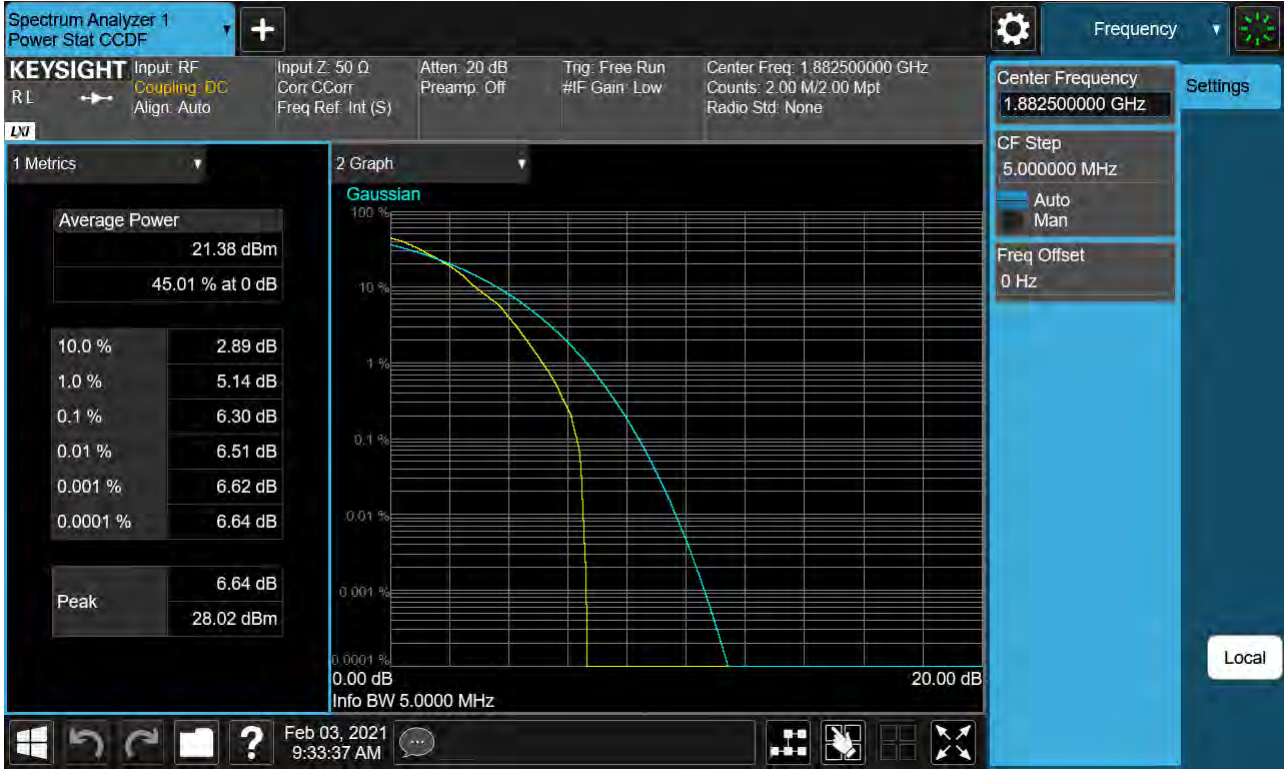 Spectrum Analyzer 1
Power Stat CCDF
+
Frequency
KEYSIGHT
R L
LXI
Input: RF
Coupling: DC
Align: Auto
Input Z: 50 Ω
Corr CCorr
Freq Ref: Int (S)
Atten: 20 dB
Preamp: Off
Trig: Free Run
#IF Gain: Low
Center Freq: 1.882500000 GHz
Counts: 2.00 M/2.00 Mpt
Radio Std: None
Center Frequency
1.882500000 GHz
Settings
CF Step
5.000000 MHz
Auto
Man
Freq Offset
0 Hz
Local
1 Metrics
Average Power
21.38 dBm
45.01 % at 0 dB
10.0 % 2.89 dB
1.0 % 5.14 dB
0.1 % 6.30 dB
0.01 % 6.51 dB
0.001 % 6.62 dB
0.0001 % 6.64 dB
Peak
6.64 dB
28.02 dBm
2 Graph
Gaussian
100 %
10 %
1 %
0.1 %
0.01 %
0.001 %
0.0001 %
0.00 dB 20.00 dB
Info BW 5.0000 MHz
?
Feb 03, 2021
9:33:37 AM